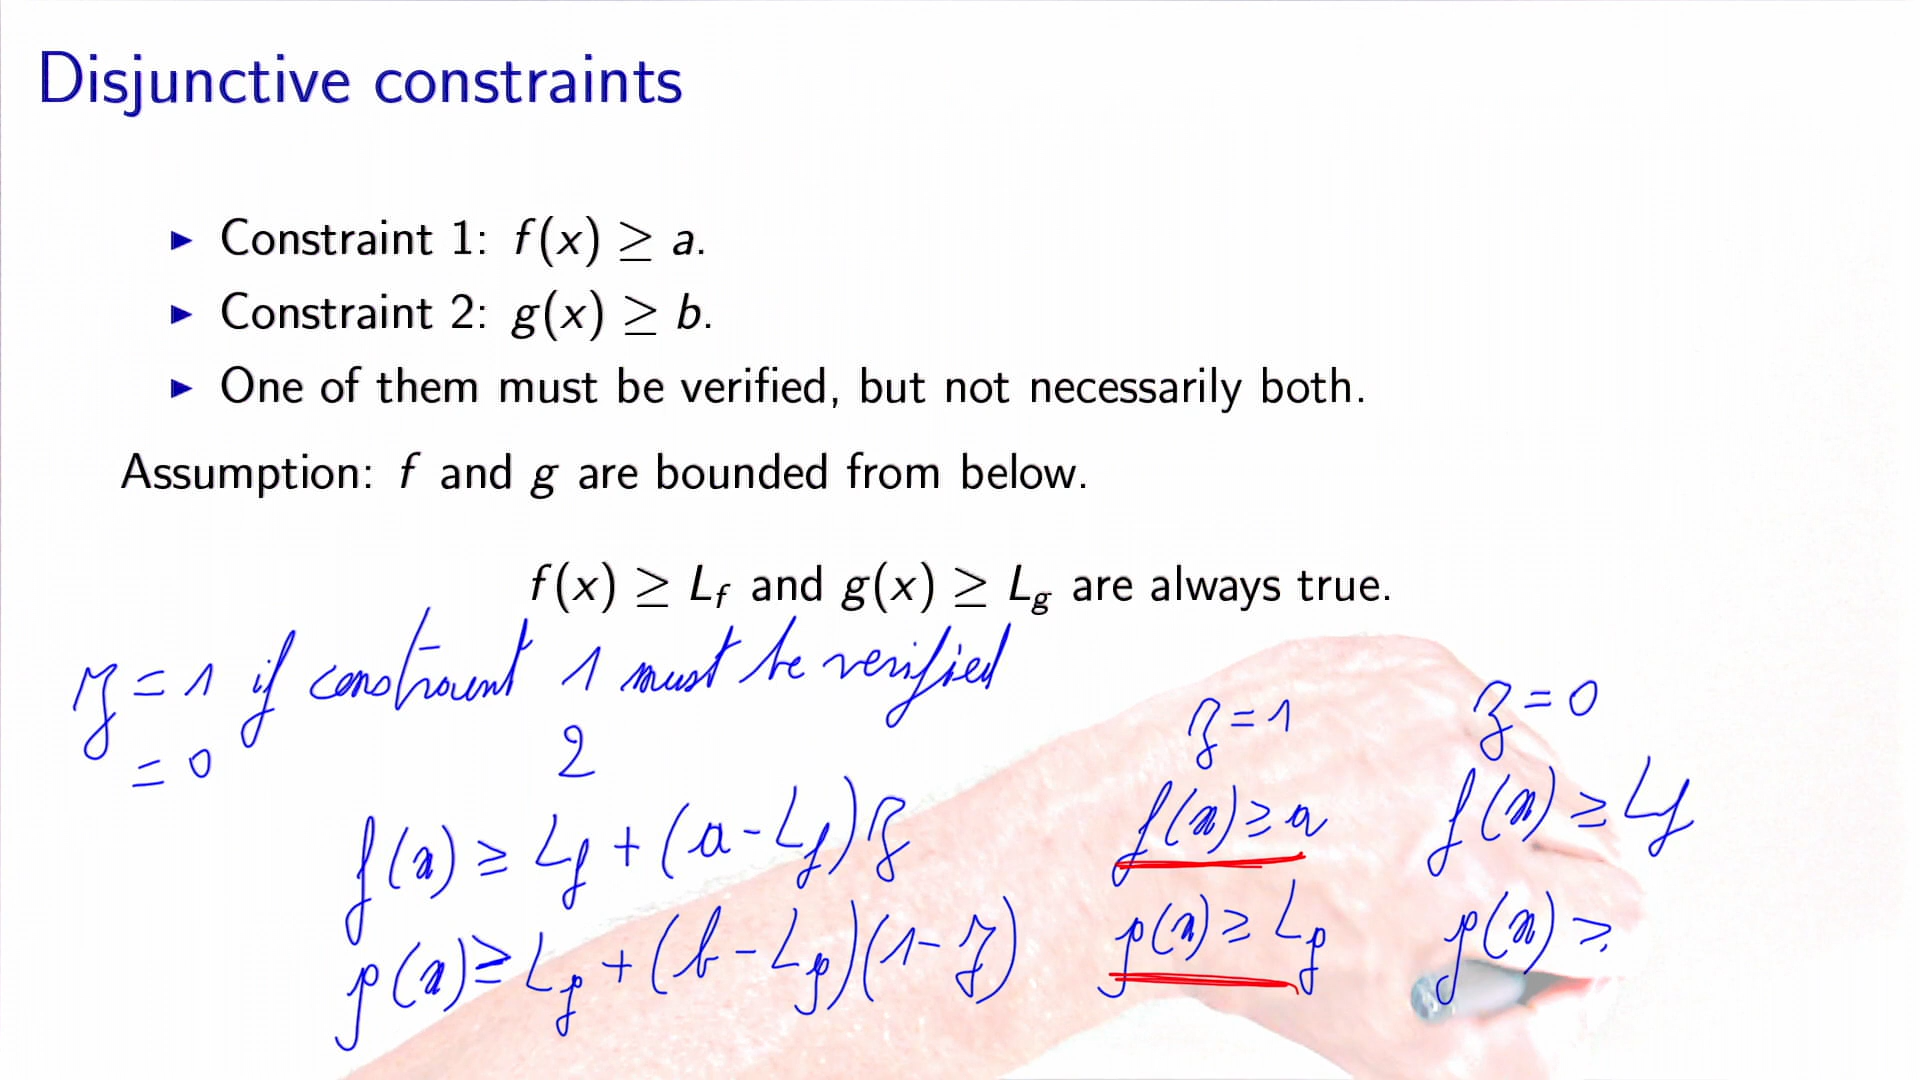 Disjunctive constraints
▶ Constraint 1: f(x) ≥ a.
▶ Constraint 2: g(x) ≥ b.
▶ One of them must be verified, but not necessarily both.
Assumption: f and g are bounded from below.
f(x) ≥ L_f and g(x) ≥ L_g are always true.
z = 1 if constraint 1 must be verified
= 0 2
f(x) ≥ L_f + (a - L_f) z
g(x) ≥ L_g + (b - L_g)(1 - z)
z = 1
f(x) ≥ a
g(x) ≥ L_g
z = 0
f(x) ≥ L_f
g(x) ≥